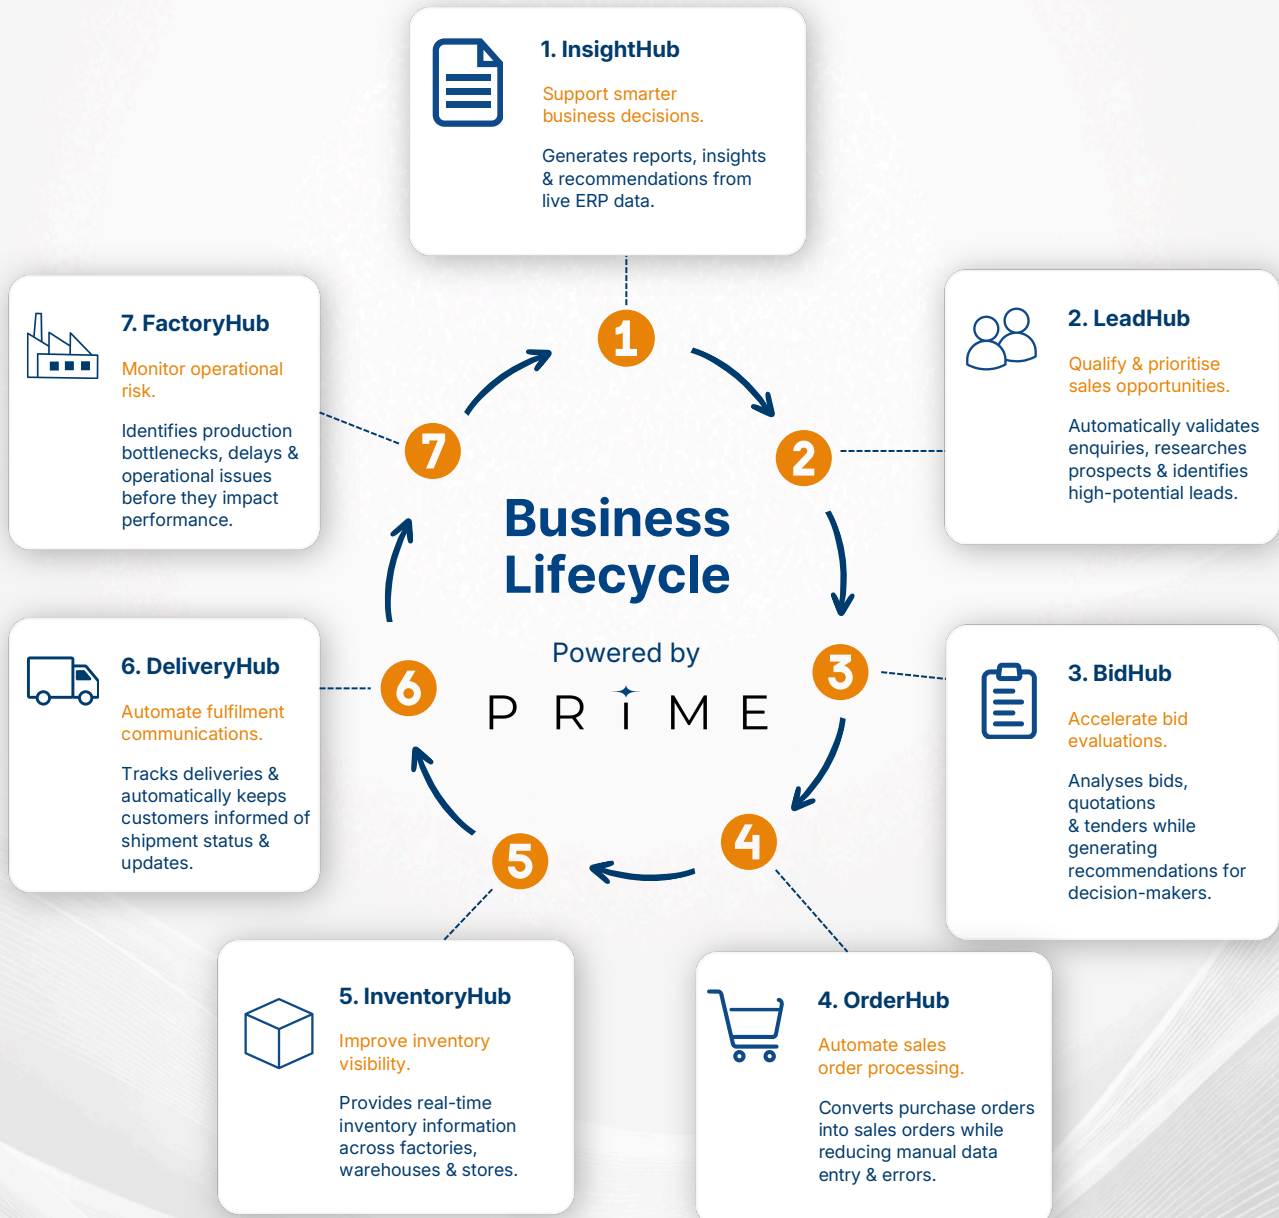 1. InsightHub
Support smarter
business decisions.
Generates reports, insights
& recommendations from
live ERP data.
2. LeadHub
Qualify & prioritise
sales opportunities.
Automatically validates
enquiries, researches
prospects & identifies
high-potential leads.
3. BidHub
Accelerate bid
evaluations.
Analyses bids,
quotations
& tenders while
generating
recommendations for
decision-makers.
4. OrderHub
Automate sales
order processing.
Converts purchase orders
into sales orders while
reducing manual data
entry & errors.
5. InventoryHub
Improve inventory
visibility.
Provides real-time
inventory information
across factories,
warehouses & stores.
6. DeliveryHub
Automate fulfilment
communications.
Tracks deliveries &
automatically keeps
customers informed of
shipment status &
updates.
7. FactoryHub
Monitor operational
risk.
Identifies production
bottlenecks, delays &
operational issues
before they impact
performance.
1
2
3
4
5
6
7
Business
Lifecycle
Powered by
PRIME